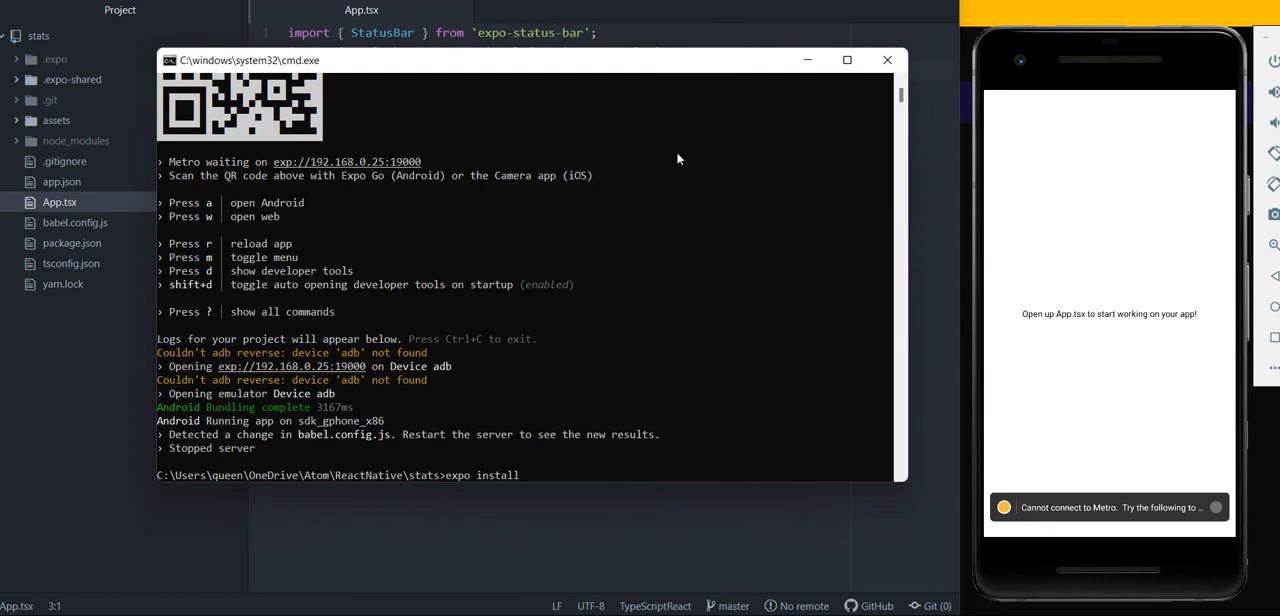 Project
App.tsx
stats
.expo
.expo-shared
.git
assets
node_modules
.gitignore
app.json
App.tsx
babel.config.js
package.json
tsconfig.json
yarn.lock
1 import { StatusBar } from 'expo-status-bar';
C:\windows\system32\cmd.exe
› Metro waiting on exp://192.168.0.25:19000
› Scan the QR code above with Expo Go (Android) or the Camera app (iOS)
› Press a │ open Android
› Press w │ open web
› Press r │ reload app
› Press m │ toggle menu
› Press d │ show developer tools
› shift+d │ toggle auto opening developer tools on startup (enabled)
› Press ? │ show all commands
Logs for your project will appear below. Press Ctrl+C to exit.
Couldn't adb reverse: device 'adb' not found
› Opening exp://192.168.0.25:19000 on Device adb
Couldn't adb reverse: device 'adb' not found
› Opening emulator Device adb
Android Bundling complete 3167ms
Android Running app on sdk_gphone_x86
› Detected a change in babel.config.js. Restart the server to see the new results.
› Stopped server
C:\Users\queen\OneDrive\Atom\ReactNative\stats>expo install
Open up App.tsx to start working on your app!
Cannot connect to Metro. Try the following to ...
App.tsx 3:1
LF UTF-8 TypeScriptReact master No remote GitHub Git (0)